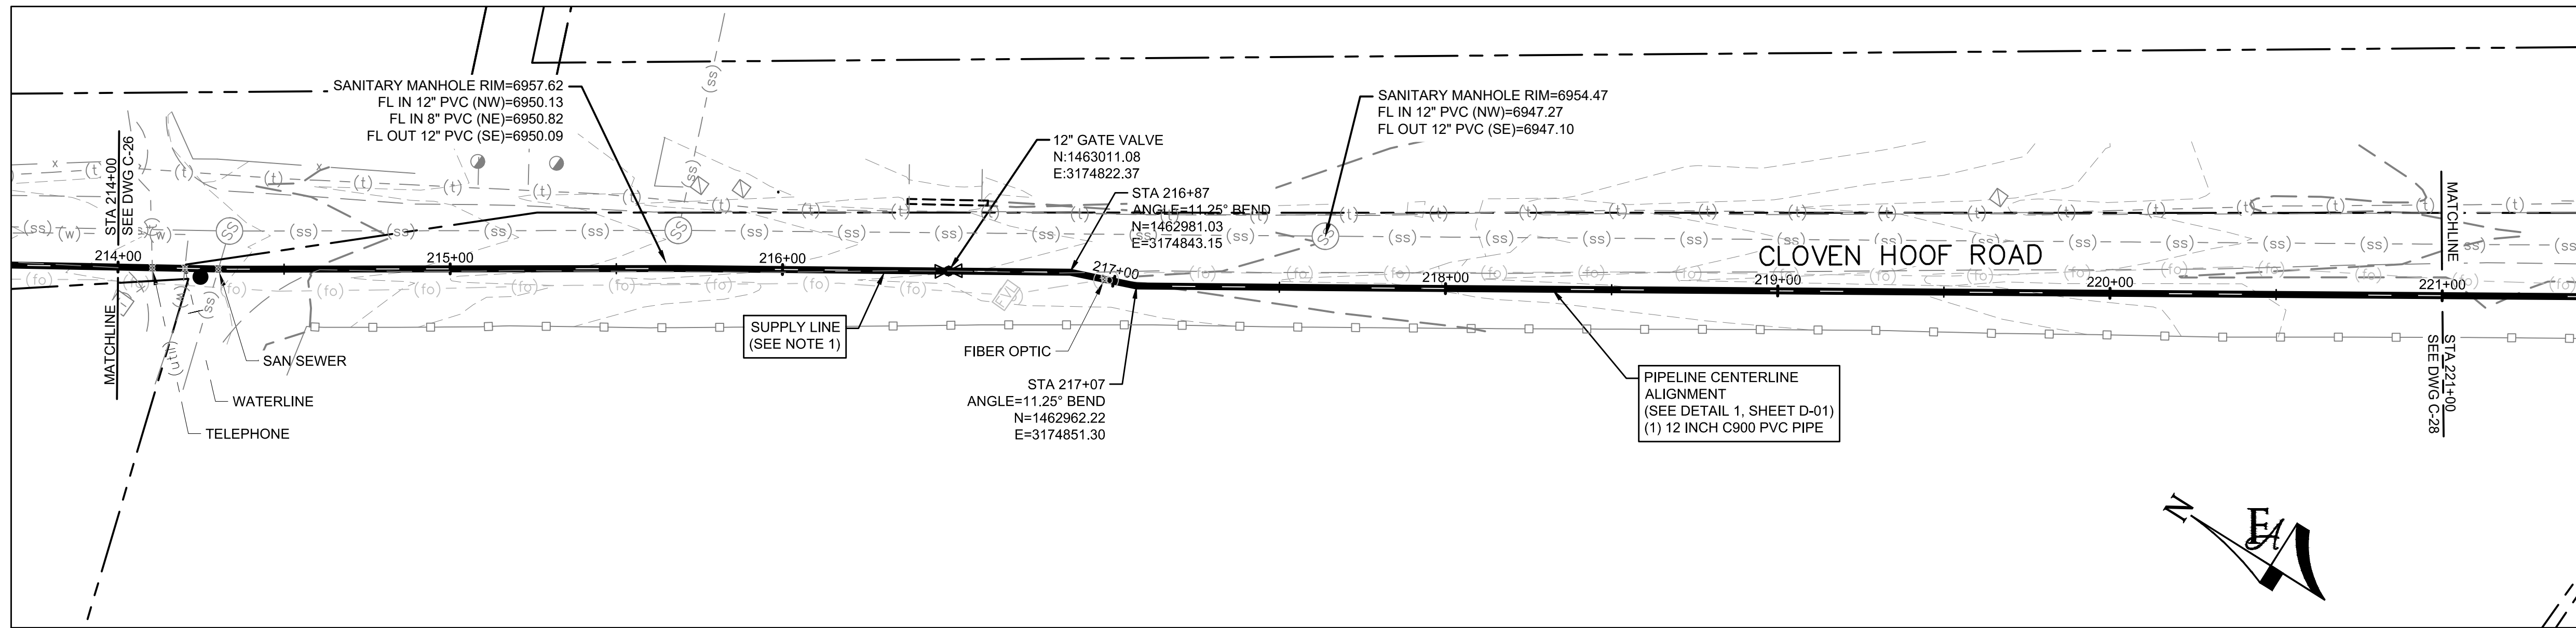 SANITARY MANHOLE RIM=6957.62
FL IN 12" PVC (NW)=6950.13
FL IN 8" PVC (NE)=6950.82
FL OUT 12" PVC (SE)=6950.09
SANITARY MANHOLE RIM=6954.47
FL IN 12" PVC (NW)=6947.27
FL OUT 12" PVC (SE)=6947.10
12" GATE VALVE
N:1463011.08
E:3174822.37
STA 216+87
ANGLE=11.25° BEND
N=1462981.03
E=3174843.15
STA 214+00
SEE DWG C-26
MATCHLINE
CLOVEN HOOF ROAD
214+00
215+00
216+00
217+00
218+00
219+00
220+00
221+00
MATCHLINE
STA 221+00
SEE DWG C-28
SUPPLY LINE
(SEE NOTE 1)
FIBER OPTIC
SAN SEWER
WATERLINE
TELEPHONE
STA 217+07
ANGLE=11.25° BEND
N=1462962.22
E=3174851.30
PIPELINE CENTERLINE
ALIGNMENT
(SEE DETAIL 1, SHEET D-01)
(1) 12 INCH C900 PVC PIPE
N